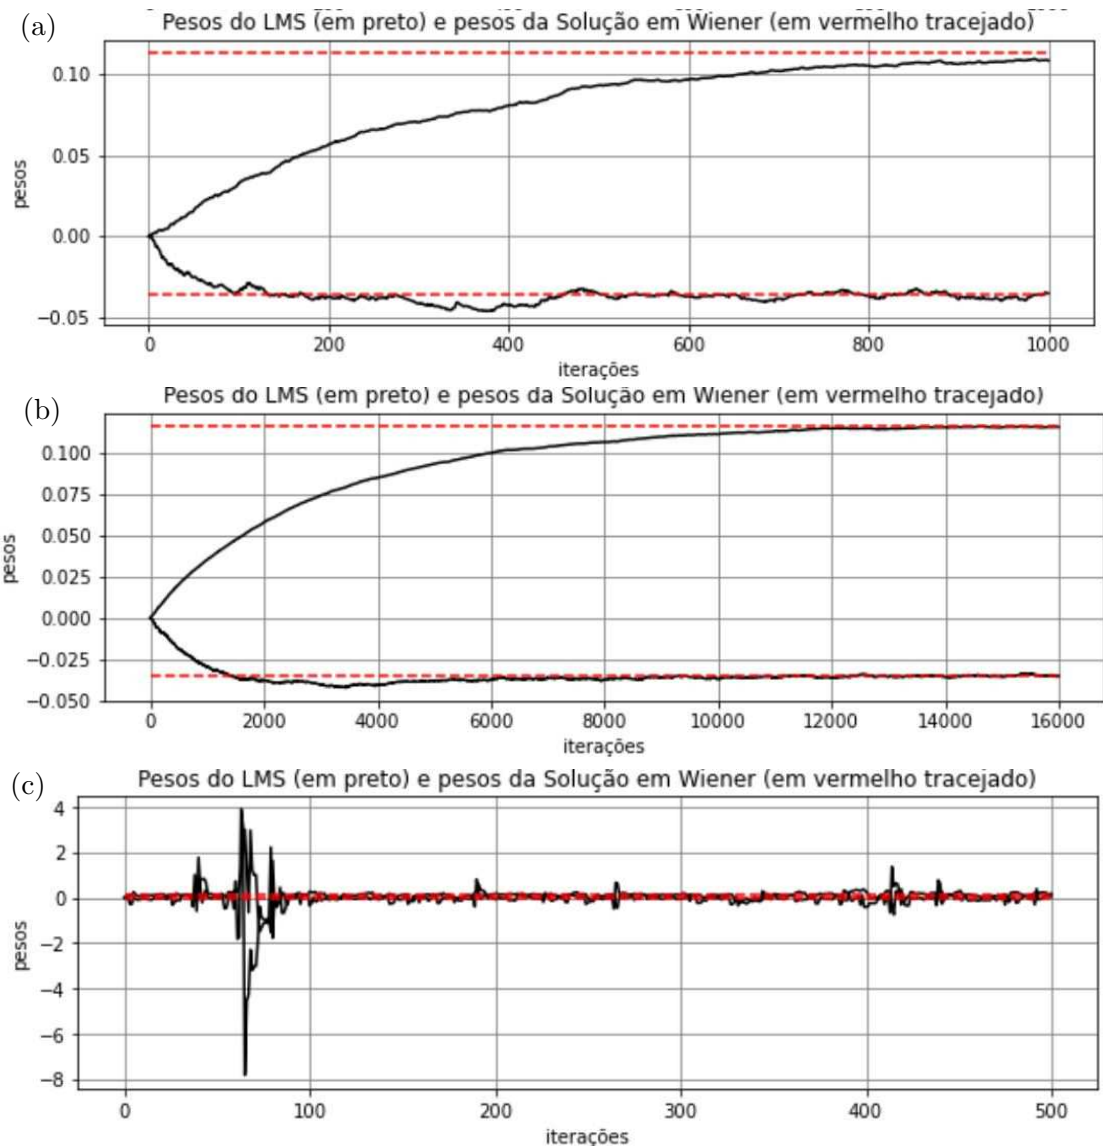 (a)
Pesos do LMS (em preto) e pesos da Solução em Wiener (em vermelho tracejado)
0.10
0.05
0.00
−0.05
pesos
0 200 400 600 800 1000
iterações
(b)
Pesos do LMS (em preto) e pesos da Solução em Wiener (em vermelho tracejado)
0.100
0.075
0.050
0.025
0.000
−0.025
−0.050
pesos
0 2000 4000 6000 8000 10000 12000 14000 16000
iterações
(c)
Pesos do LMS (em preto) e pesos da Solução em Wiener (em vermelho tracejado)
4
2
0
−2
−4
−6
−8
pesos
0 100 200 300 400 500
iterações